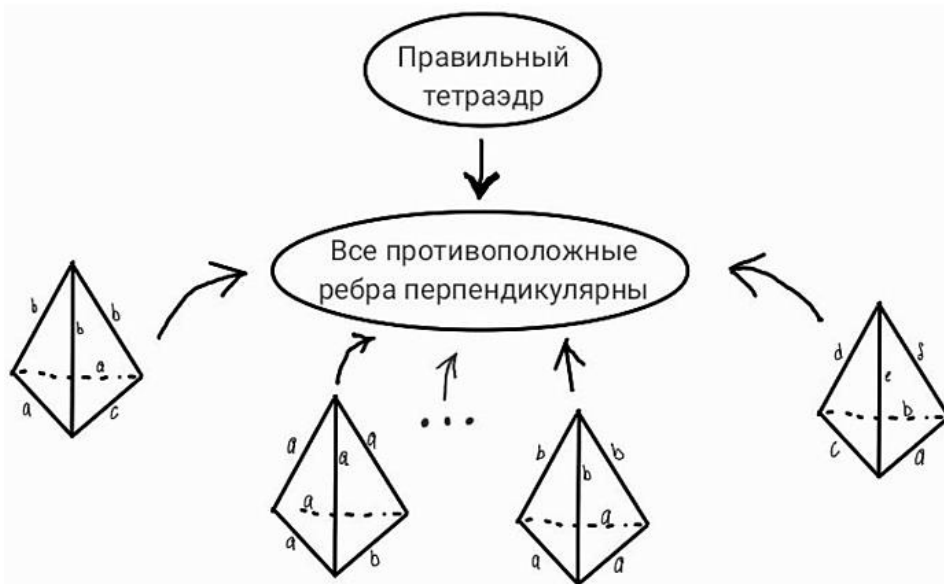 Правильный
тетраэдр
Все противоположные
ребра перпендикулярны
b b b
a a c
a a a
a a b
...
b b b
a a a
d e f
b c a